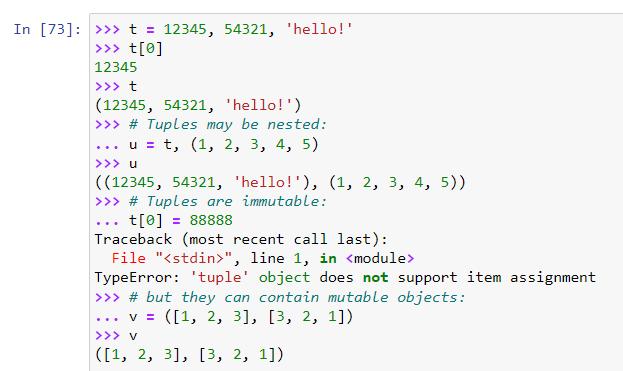 In [73]: >>> t = 12345, 54321, 'hello!'
>>> t[0]
12345
>>> t
(12345, 54321, 'hello!')
>>> # Tuples may be nested:
... u = t, (1, 2, 3, 4, 5)
>>> u
((12345, 54321, 'hello!'), (1, 2, 3, 4, 5))
>>> # Tuples are immutable:
... t[0] = 88888
Traceback (most recent call last):
  File "<stdin>", line 1, in <module>
TypeError: 'tuple' object does not support item assignment
>>> # but they can contain mutable objects:
... v = ([1, 2, 3], [3, 2, 1])
>>> v
([1, 2, 3], [3, 2, 1])